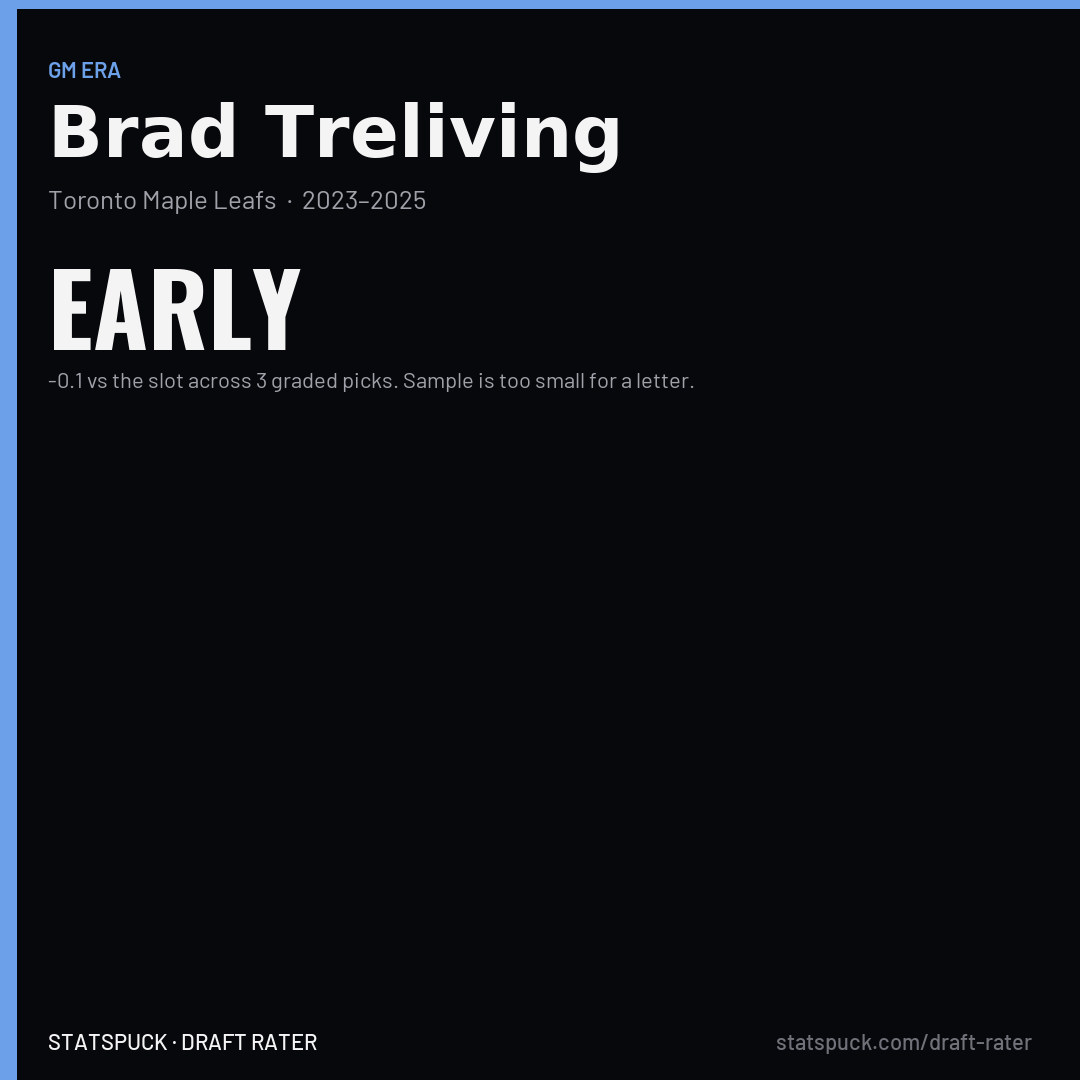 GM ERA
Brad Treliving
Toronto Maple Leafs · 2023–2025
EARLY
-0.1 vs the slot across 3 graded picks. Sample is too small for a letter.
STATSPUCK · DRAFT RATER
statspuck.com/draft-rater